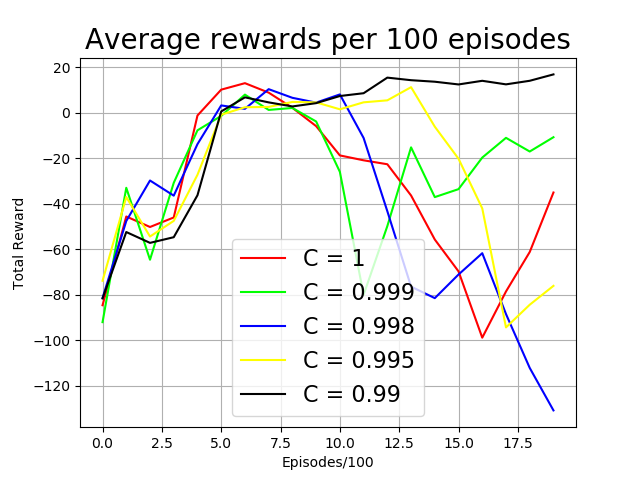 Average rewards per 100 episodes
Total Reward
20
0
−20
−40
−60
−80
−100
−120
C = 1
C = 0.999
C = 0.998
C = 0.995
C = 0.99
0.0 2.5 5.0 7.5 10.0 12.5 15.0 17.5
Episodes/100